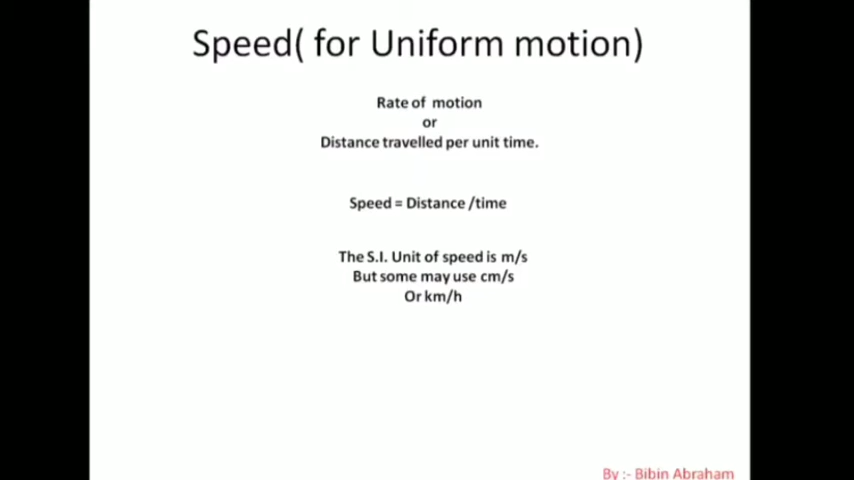 Speed( for Uniform motion)
Rate of motion
or
Distance travelled per unit time.
Speed = Distance /time
The S.I. Unit of speed is m/s
But some may use cm/s
Or km/h
By :- Bibin Abraham